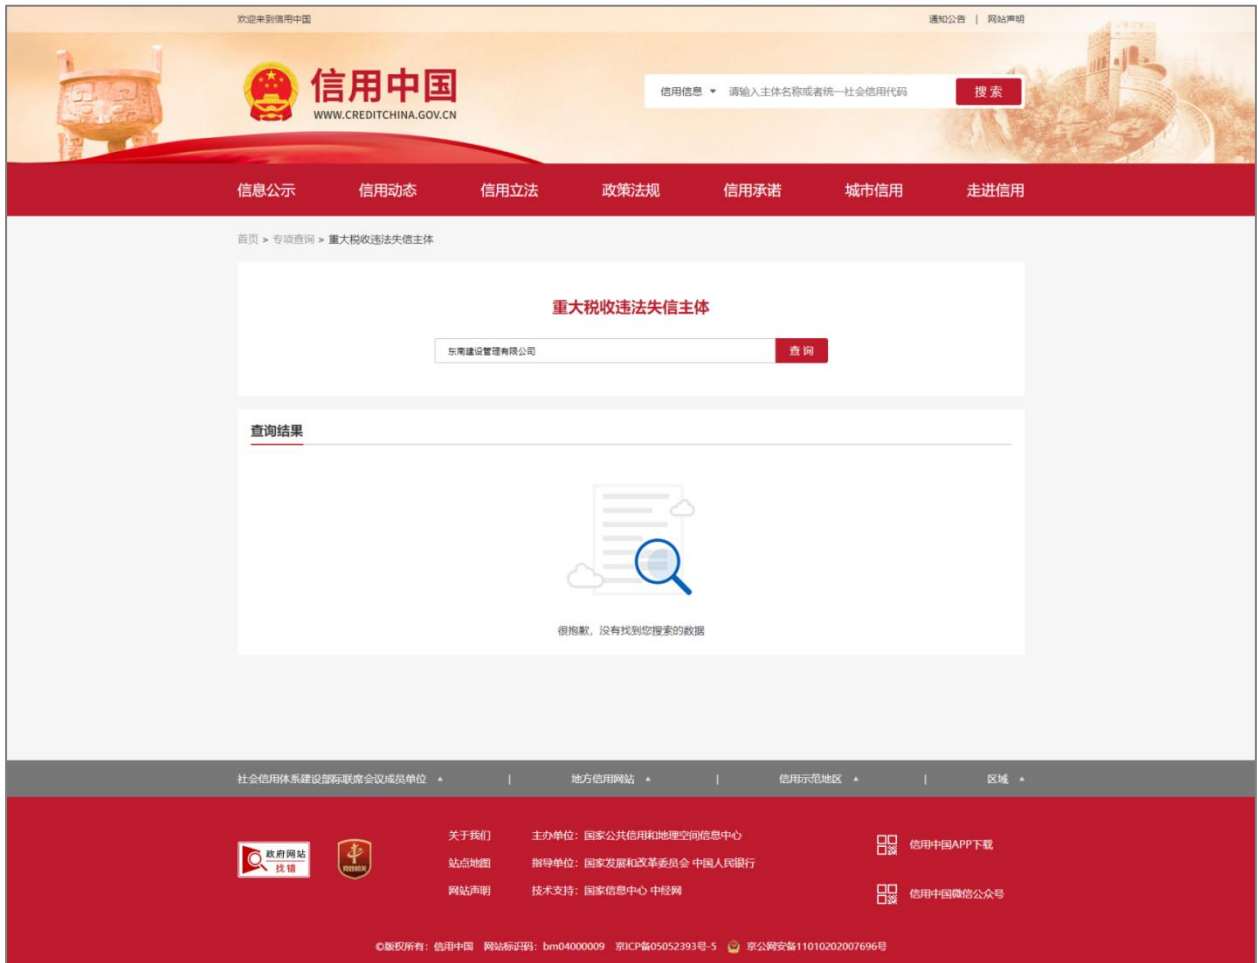 欢迎来到信用中国
通知公告 | 网站声明
信用中国
WWW.CREDITCHINA.GOV.CN
信用信息 请输入主体名称或者统一社会信用代码 搜索
信息公示 信用动态 信用立法 政策法规 信用承诺 城市信用 走进信用
首页 > 专项查询 > 重大税收违法失信主体
重大税收违法失信主体
东南建设管理有限公司 查询
查询结果
很抱歉，没有找到您搜索的数据
社会信用体系建设部际联席会议成员单位 | 地方信用网站 | 信用示范地区 | 区域
关于我们 主办单位：国家公共信用和地理空间信息中心
信用中国APP下载
政府网站
找错
党政机关
站点地图 指导单位：国家发展和改革委员会 中国人民银行
网站声明 技术支持：国家信息中心 中经网
信用中国微信公众号
©版权所有：信用中国 网站标识码：bm04000009 京ICP备05052393号-5 京公网安备11010202007696号